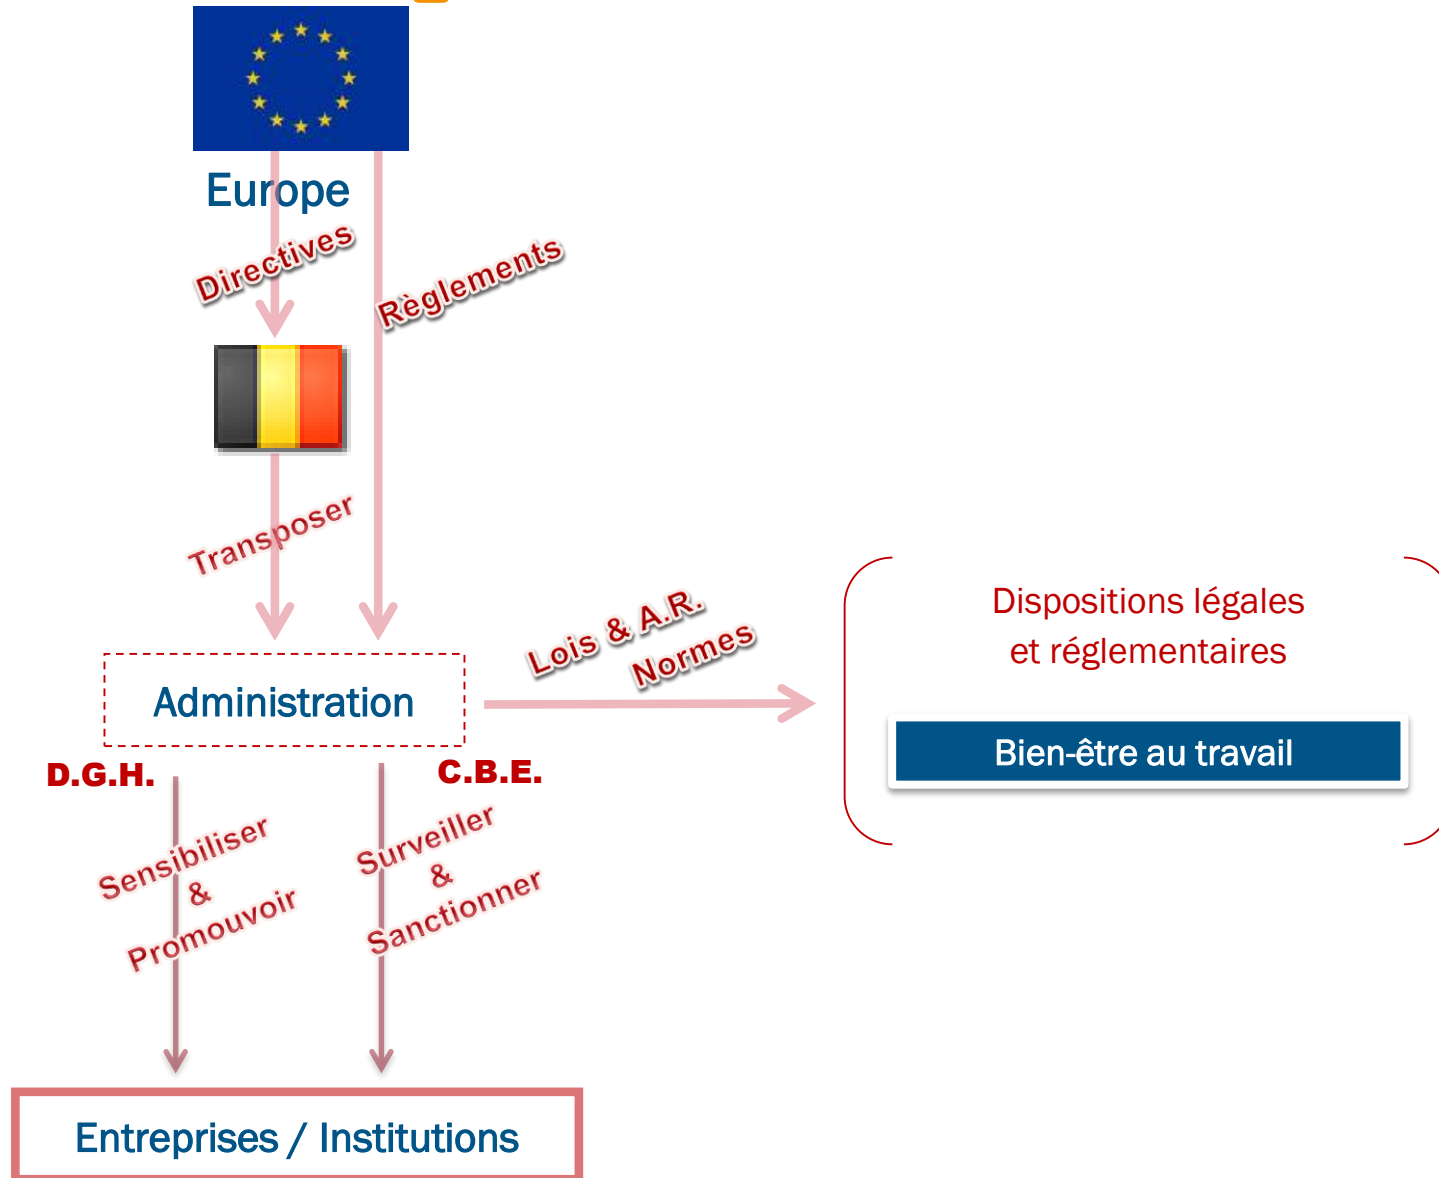 Europe
Directives
Règlements
Transposer
Lois & A.R.
Normes
Dispositions légales
et réglementaires
Administration
Bien-être au travail
D.G.H.
C.B.E.
Sensibiliser
&
Promouvoir
Surveiller
&
Sanctionner
Entreprises / Institutions